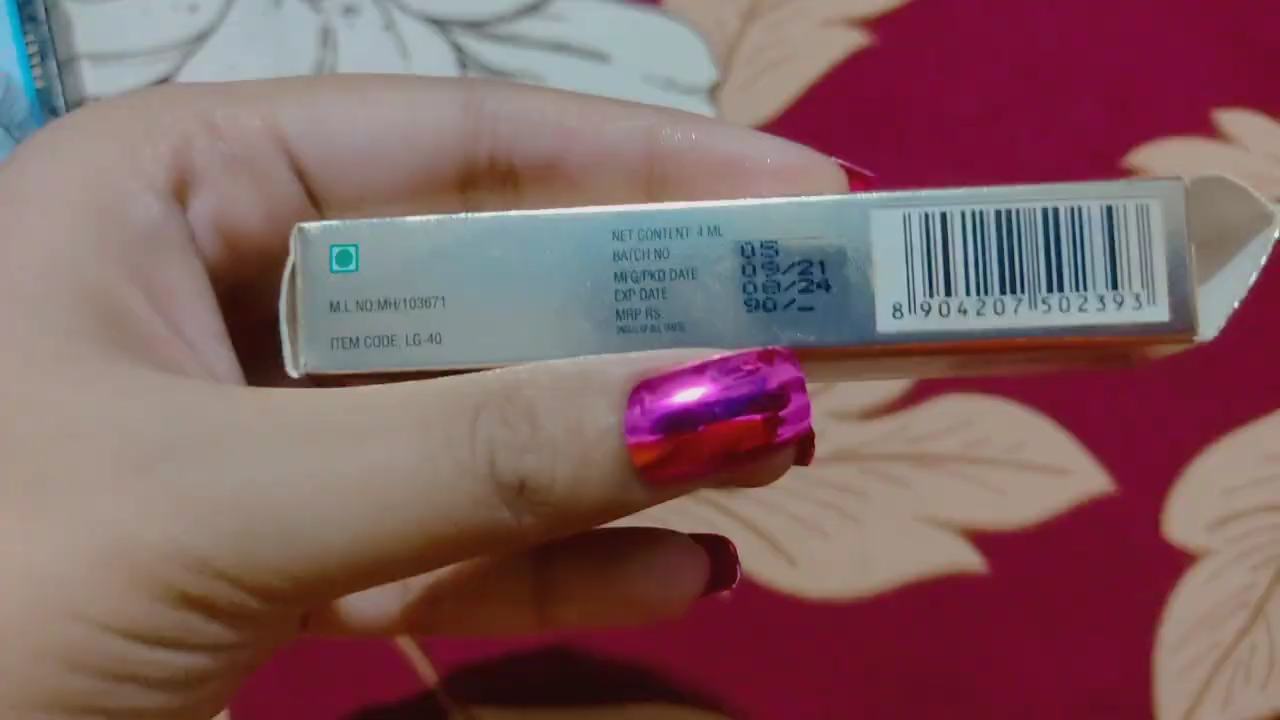 M.L NO:MH/103671
ITEM CODE: LG-40
NET CONTENT: 4 ML
BATCH NO 05
MFG/PKD DATE 09/21
EXP DATE 08/24
MRP RS. 90/-
8 904207 502393